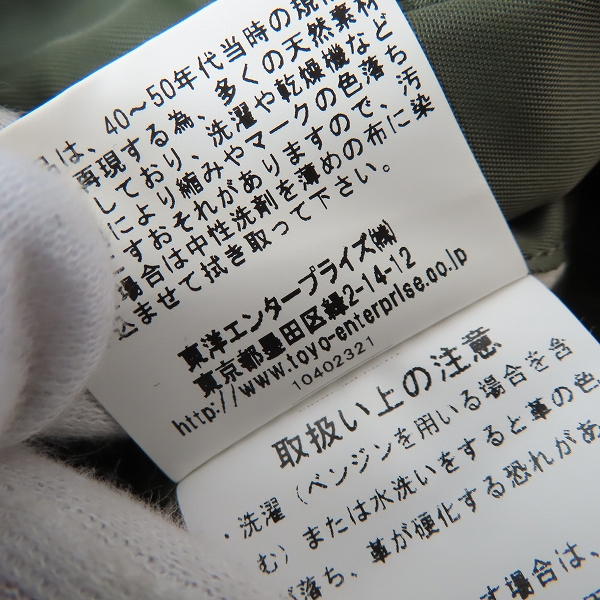 品は、40～50年代当時の規
再現する為、多くの天然素材
しており、洗濯や乾燥機など
により縮みやマークの色落ち
すおそれがありますので、汚
場合は中性洗剤を薄めの布に染
込ませて拭き取って下さい。
東洋エンタープライズ㈱
東京都墨田区緑2-14-12
http://www.toyo-enterprise.co.jp
10402321
取扱い上の注意
・洗濯（ベンジンを用いる場合を含
む）または水洗いをすると革の色
が落ち、革が硬化する恐れがあ
す場合は、